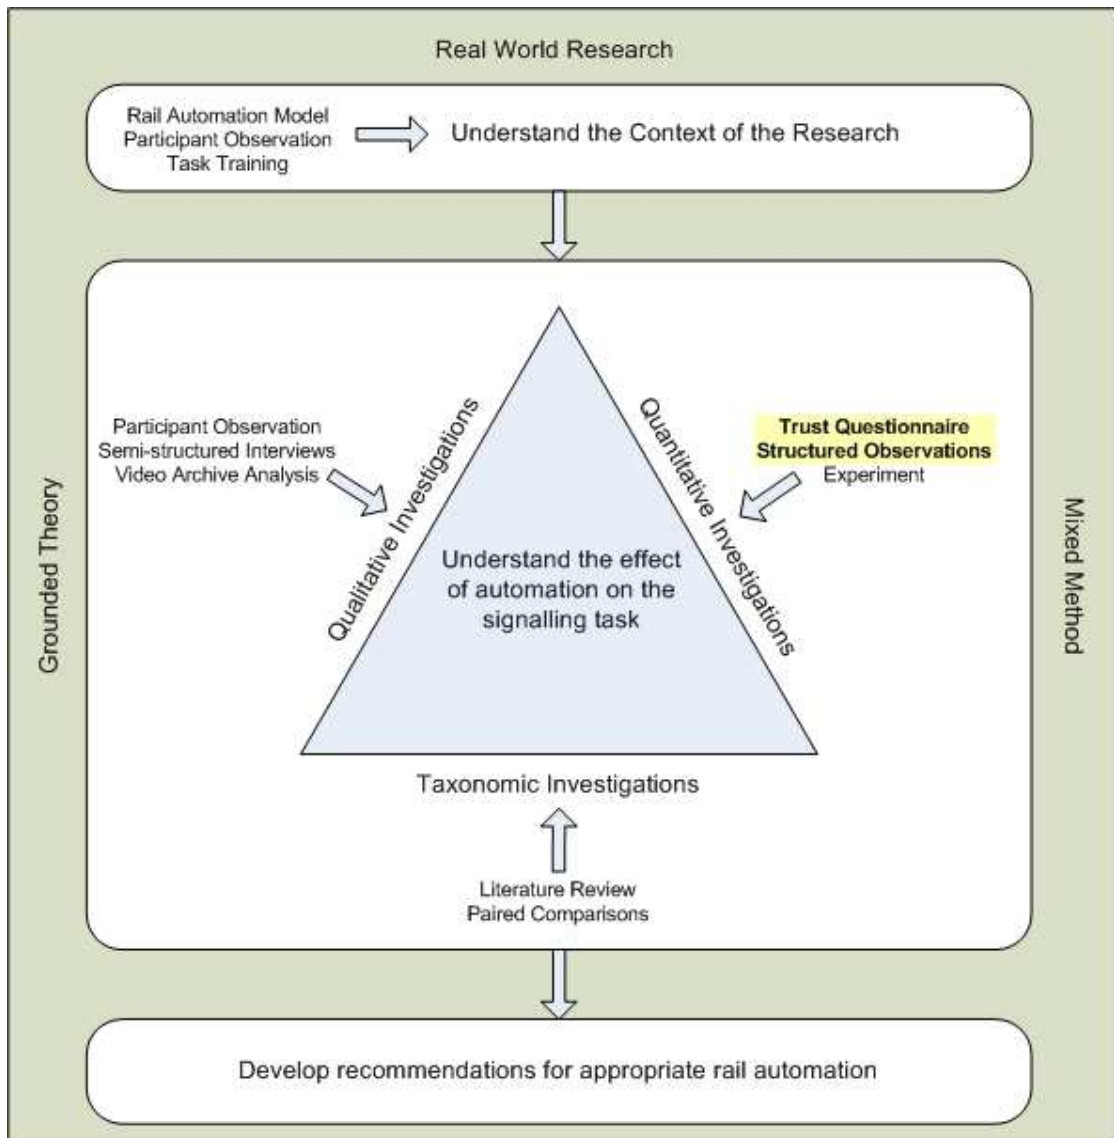 Real World Research
Rail Automation Model
Participant Observation
Task Training
Understand the Context of the Research
Grounded Theory
Participant Observation
Semi-structured Interviews
Video Archive Analysis
Qualitative Investigations
Understand the effect
of automation on the
signalling task
Quantitative Investigations
Trust Questionnaire
Structured Observations
Experiment
Mixed Method
Taxonomic Investigations
Literature Review
Paired Comparisons
Develop recommendations for appropriate rail automation